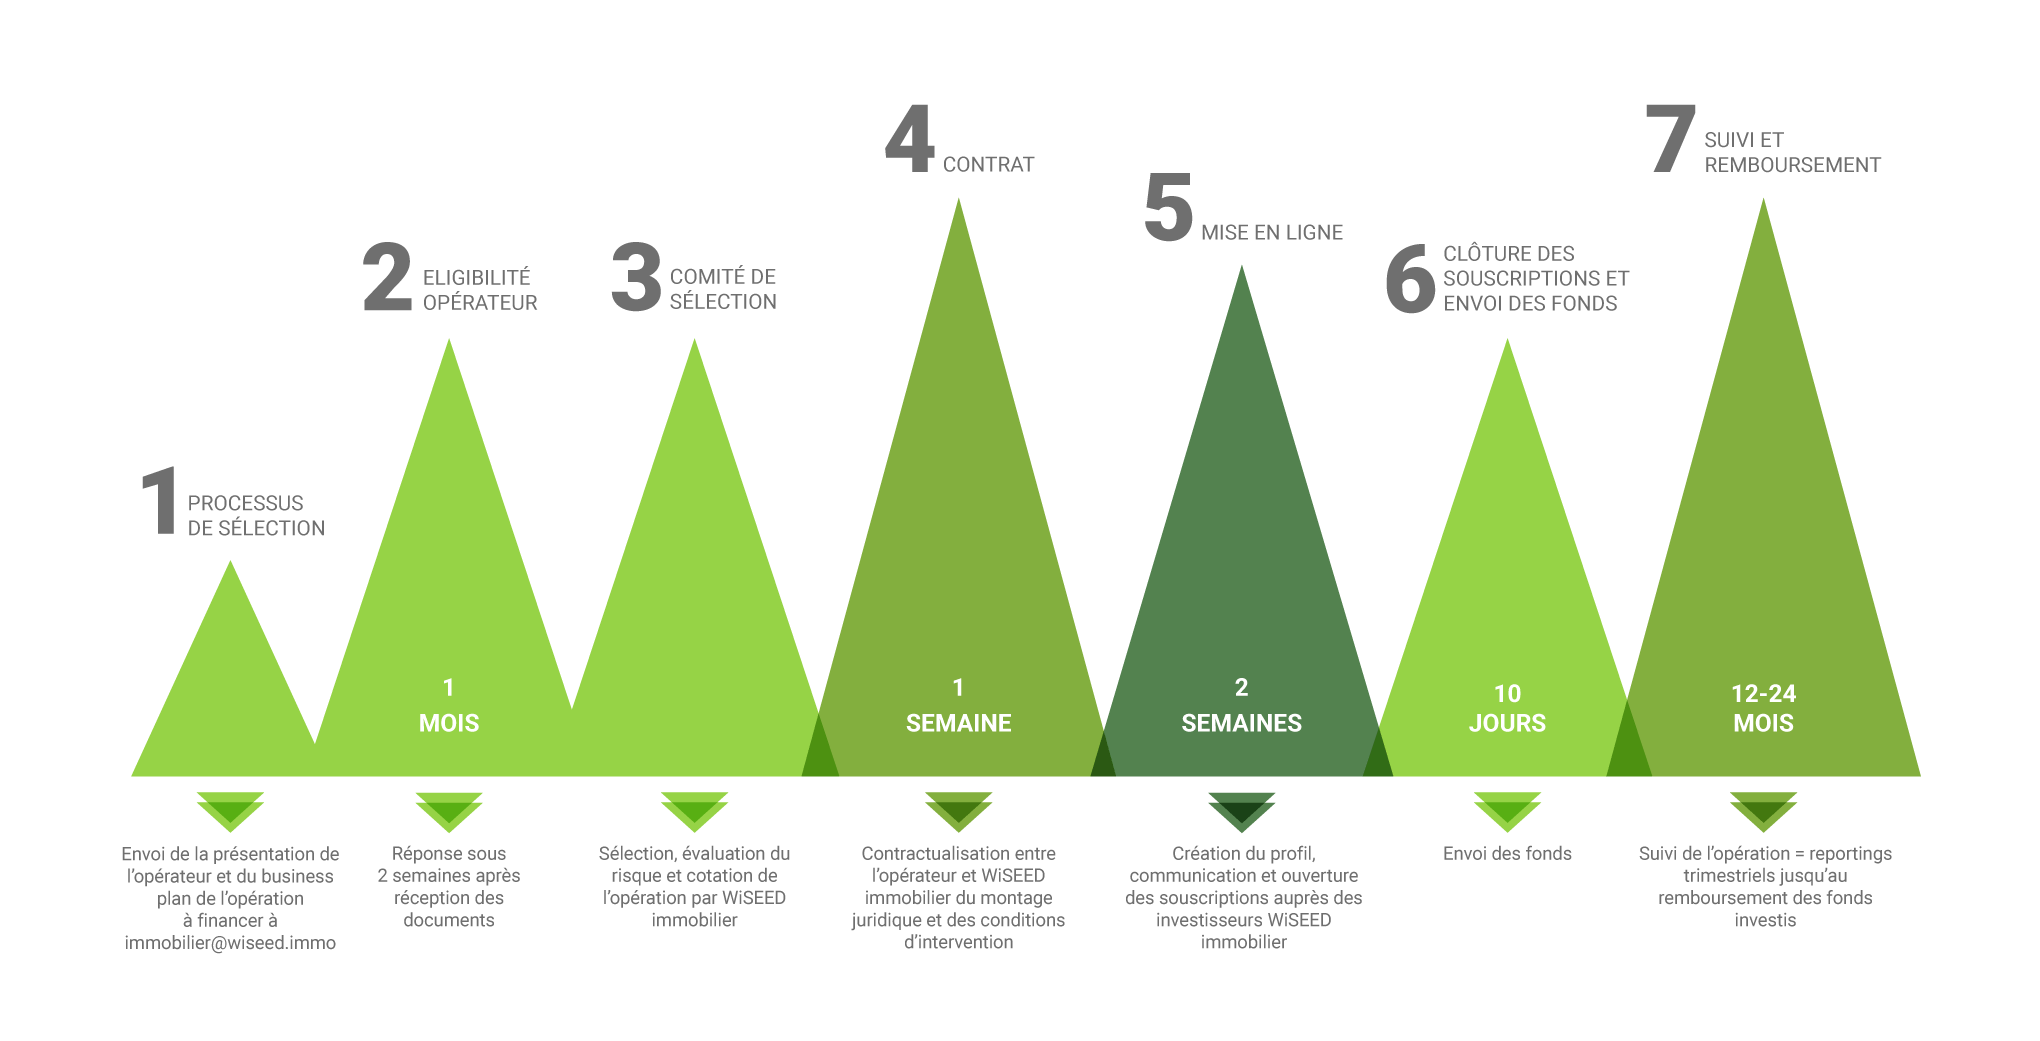 1
PROCESSUS
DE SÉLECTION
Envoi de la présentation de
l'opérateur et du business
plan de l'opération
à financer à
immobilier@wiseed.immo
2
ELIGIBILITÉ
OPÉRATEUR
1
MOIS
Réponse sous
2 semaines après
réception des
documents
3
COMITÉ DE
SÉLECTION
Sélection, évaluation du
risque et cotation de
l'opération par WiSEED
immobilier
4
CONTRAT
1
SEMAINE
Contractualisation entre
l'opérateur et WiSEED
immobilier du montage
juridique et des conditions
d'intervention
5
MISE EN LIGNE
2
SEMAINES
Création du profil,
communication et ouverture
des souscriptions auprès des
investisseurs WiSEED
immobilier
6
CLÔTURE DES
SOUSCRIPTIONS ET
ENVOI DES FONDS
10
JOURS
Envoi des fonds
7
SUIVI ET
REMBOURSEMENT
12-24
MOIS
Suivi de l'opération = reportings
trimestriels jusqu'au
remboursement des fonds
investis